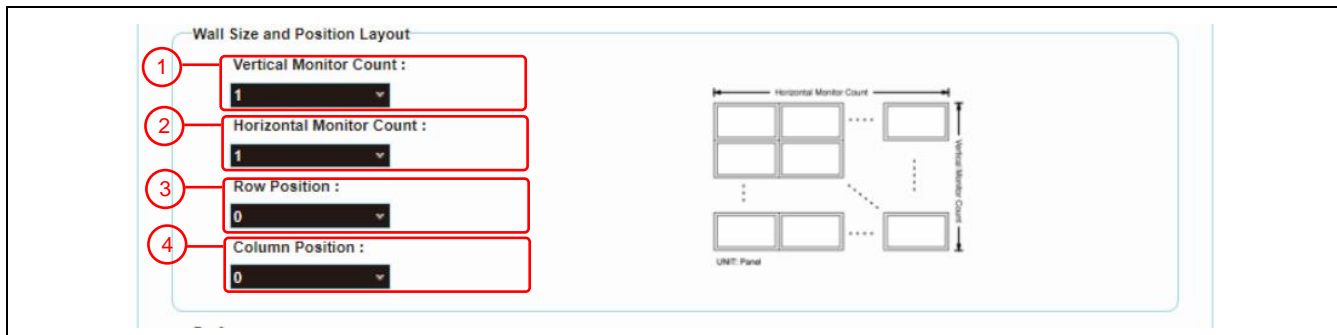 Wall Size and Position Layout
1
Vertical Monitor Count :
1
2
Horizontal Monitor Count :
1
3
Row Position :
0
4
Column Position :
0
Horizontal Monitor Count
Vertical Monitor Count
UNIT: Panel